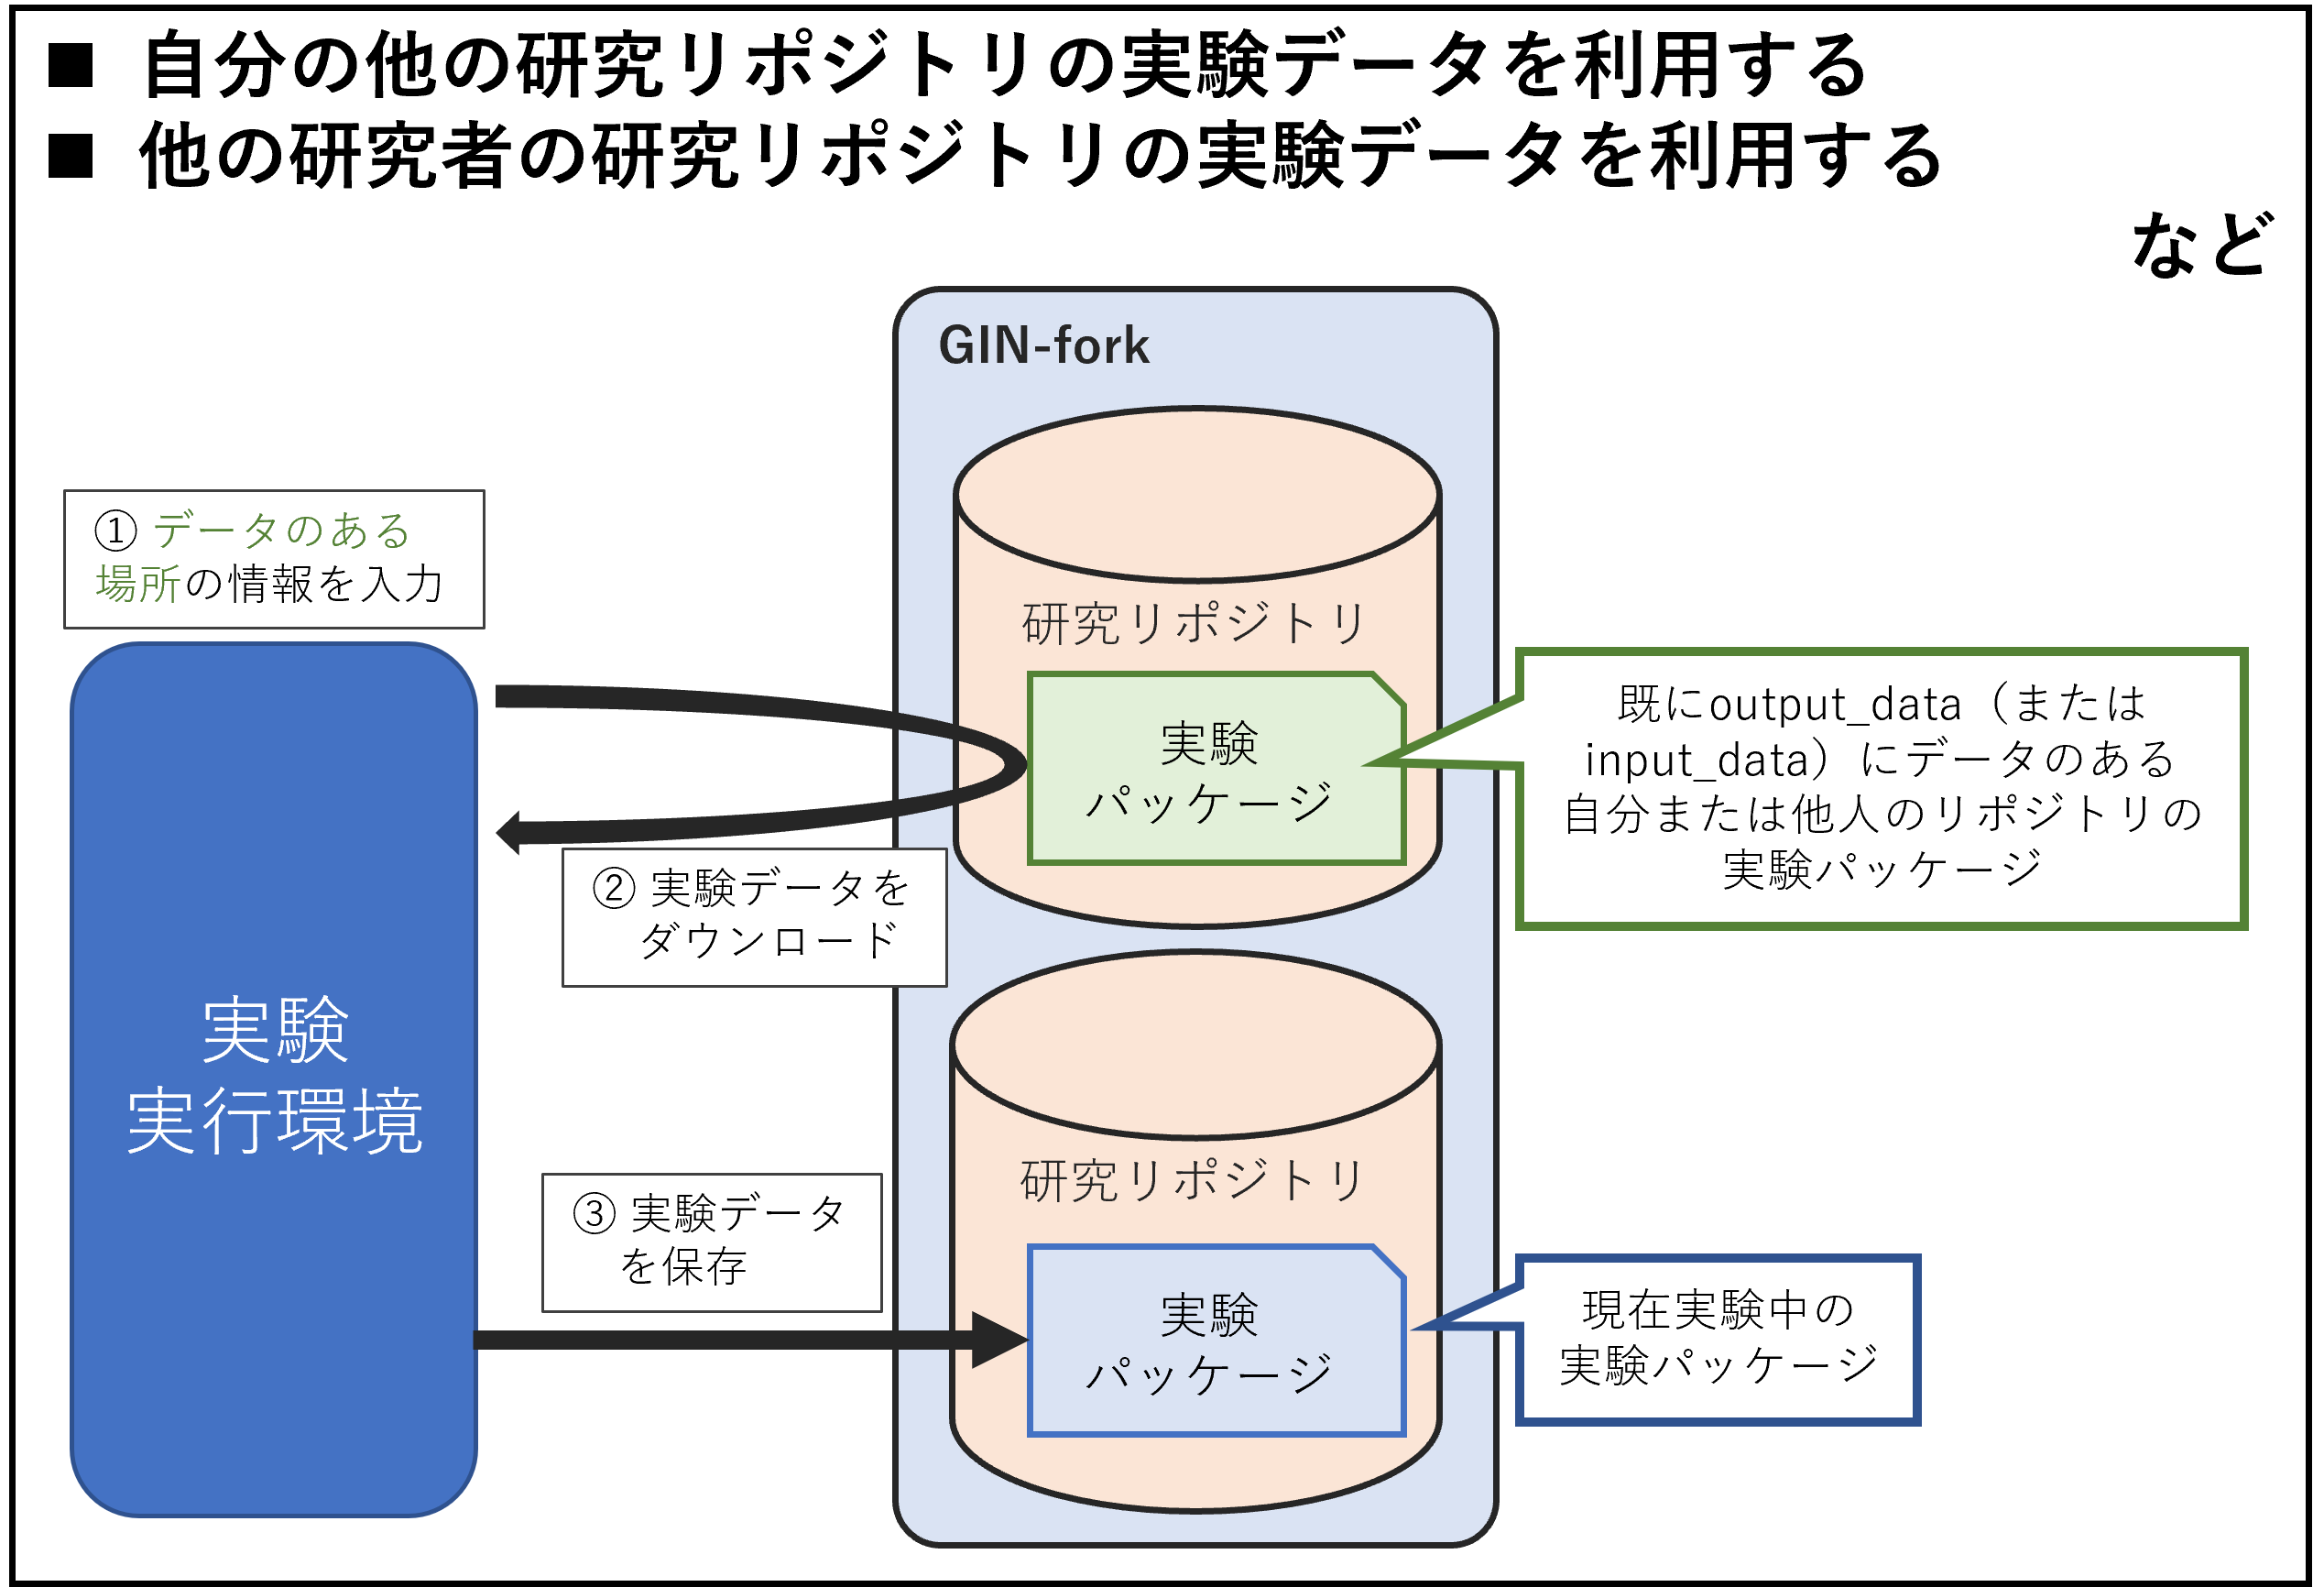 ■ 自分の他の研究リポジトリの実験データを利用する
■ 他の研究者の研究リポジトリの実験データを利用する
など
GIN-fork
① データのある
場所の情報を入力
研究リポジトリ
実験
パッケージ
既にoutput_data（または
input_data）にデータのある
自分または他人のリポジトリの
実験パッケージ
② 実験データを
ダウンロード
実験
実行環境
③ 実験データ
を保存
研究リポジトリ
実験
パッケージ
現在実験中の
実験パッケージ